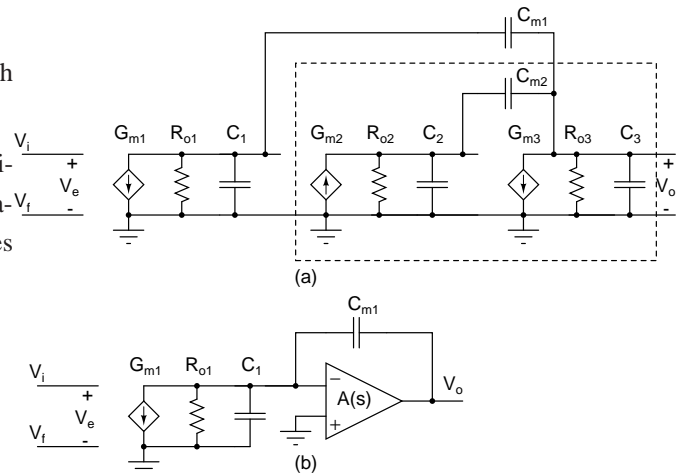 h
i-
a-
es
C_m1
C_m2
G_m1 R_o1 C_1 G_m2 R_o2 C_2 G_m3 R_o3 C_3
V_i
+ +
V_e V_o
V_f - -
(a)
C_m1
G_m1 R_o1 C_1
V_i
V_o
+ − A(s)
V_e +
V_f -
(b)